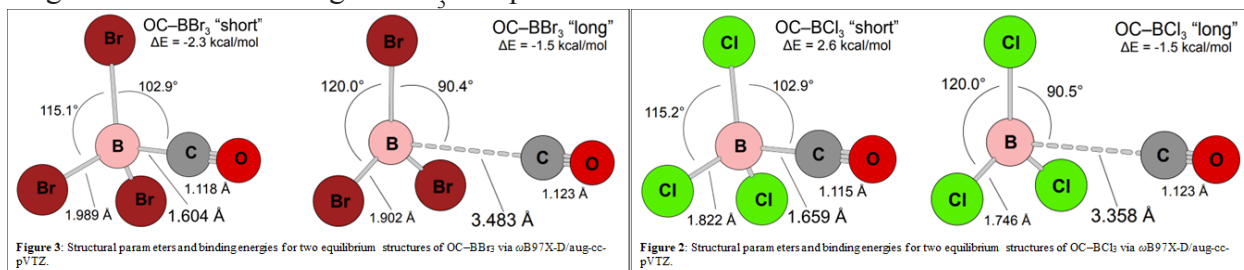 OC–BBr₃ "short"
ΔE = -2.3 kcal/mol
Br
102.9°
115.1°
B
C
O
Br
Br
1.118 Å
1.989 Å
1.604 Å
OC–BBr₃ "long"
ΔE = -1.5 kcal/mol
Br
120.0°
90.4°
B
C
O
Br
Br
1.123 Å
1.902 Å
3.483 Å
Figure 3: Structural parameters and binding energies for two equilibrium structures of OC–BBr₃ via ωB97X-D/aug-cc-
pVTZ.
OC–BCl₃ "short"
ΔE = 2.6 kcal/mol
Cl
102.9°
115.2°
B
C
O
Cl
Cl
1.115 Å
1.822 Å
1.659 Å
OC–BCl₃ "long"
ΔE = -1.5 kcal/mol
Cl
120.0°
90.5°
B
C
O
Cl
Cl
1.123 Å
1.746 Å
3.358 Å
Figure 2: Structural parameters and binding energies for two equilibrium structures of OC–BCl₃ via ωB97X-D/aug-cc-
pVTZ.